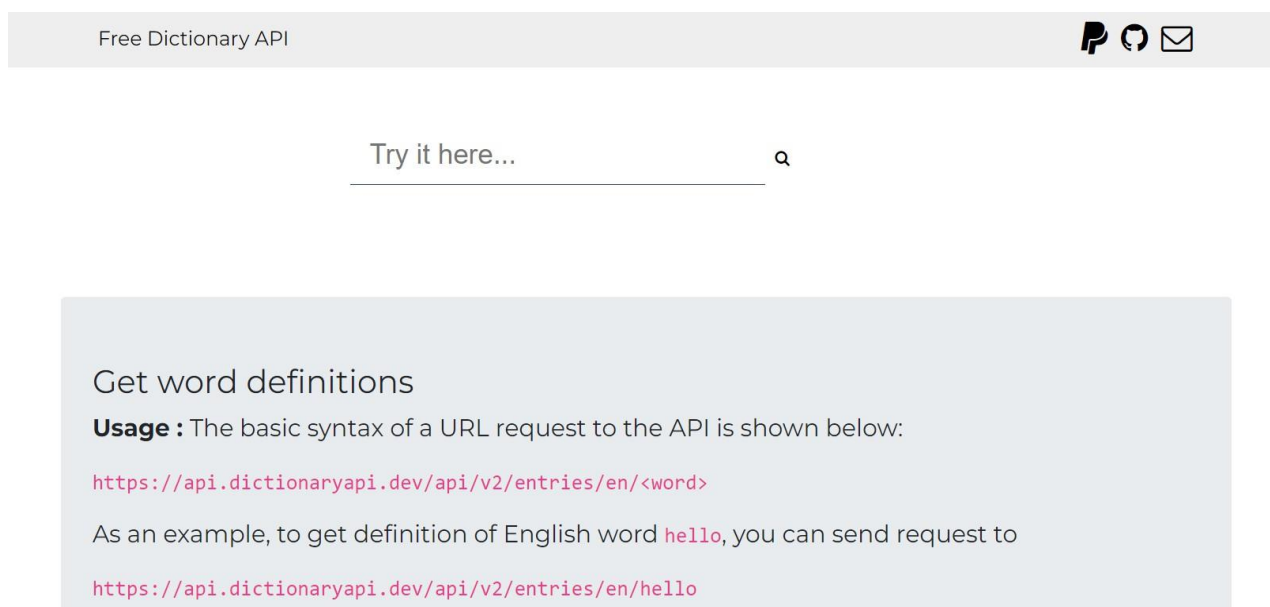 Free Dictionary API
Try it here...
Get word definitions
Usage : The basic syntax of a URL request to the API is shown below:
https://api.dictionaryapi.dev/api/v2/entries/en/<word>
As an example, to get definition of English word hello, you can send request to
https://api.dictionaryapi.dev/api/v2/entries/en/hello